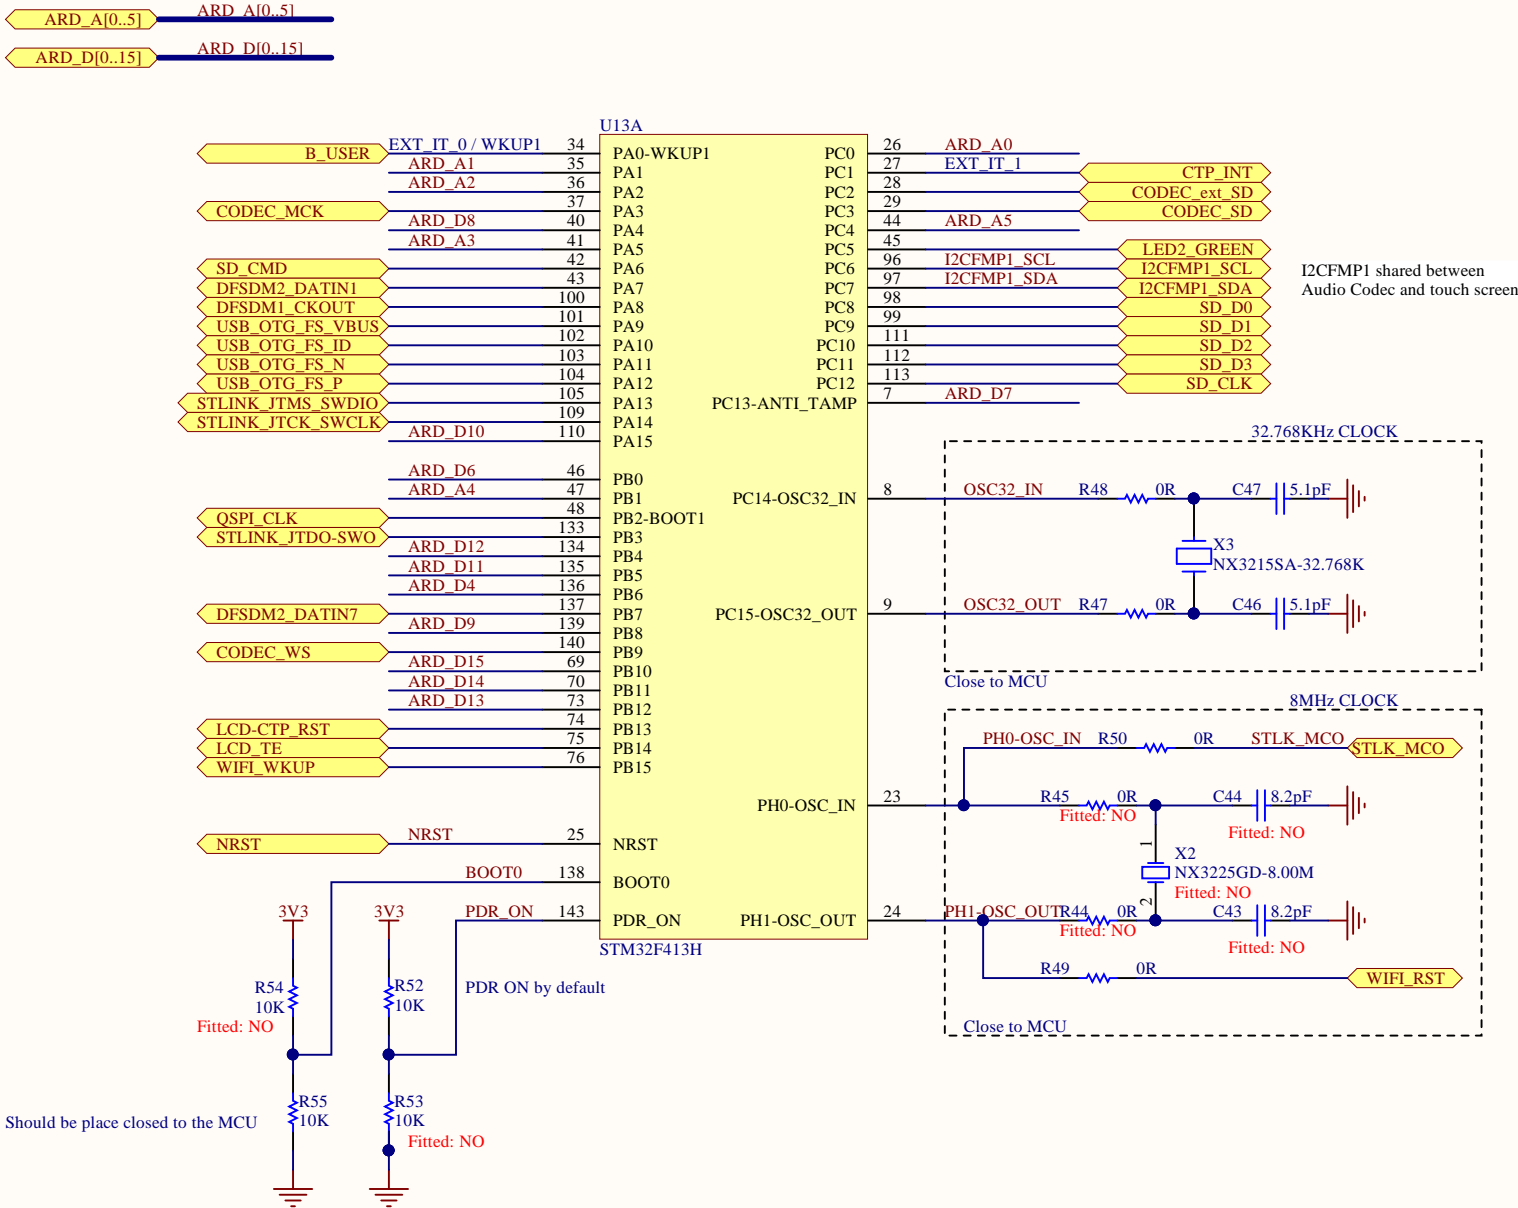 ARD_A[0..5] ARD_A[0..5]
ARD_D[0..15] ARD_D[0..15]
U13A
B_USER EXT_IT_0 / WKUP1 34 PA0-WKUP1 PC0 26 ARD_A0
ARD_A1 35 PA1 PC1 27 EXT_IT_1 CTP_INT
ARD_A2 36 PA2 PC2 28 CODEC_ext_SD
CODEC_MCK 37 PA3 PC3 29 CODEC_SD
ARD_D8 40 PA4 PC4 44 ARD_A5
ARD_A3 41 PA5 PC5 45 LED2_GREEN
SD_CMD 42 PA6 PC6 96 I2CFMP1_SCL I2CFMP1_SCL
I2CFMP1 shared between
DFSDM2_DATIN1 43 PA7 PC7 97 I2CFMP1_SDA I2CFMP1_SDA
Audio Codec and touch screen
DFSDM1_CKOUT 100 PA8 PC8 98 SD_D0
USB_OTG_FS_VBUS 101 PA9 PC9 99 SD_D1
USB_OTG_FS_ID 102 PA10 PC10 111 SD_D2
USB_OTG_FS_N 103 PA11 PC11 112 SD_D3
USB_OTG_FS_P 104 PA12 PC12 113 SD_CLK
STLINK_JTMS_SWDIO 105 PA13 PC13-ANTI_TAMP 7 ARD_D7
STLINK_JTCK_SWCLK 109 PA14
ARD_D10 110 PA15
32.768KHz CLOCK
ARD_D6 46 PB0
ARD_A4 47 PB1 PC14-OSC32_IN 8 OSC32_IN R48 0R C47 5.1pF
QSPI_CLK 48 PB2-BOOT1
STLINK_JTDO-SWO 133 PB3
X3
ARD_D12 134 PB4
NX3215SA-32.768K
ARD_D11 135 PB5
ARD_D4 136 PB6
DFSDM2_DATIN7 137 PB7 PC15-OSC32_OUT 9 OSC32_OUT R47 0R C46 5.1pF
ARD_D9 139 PB8
CODEC_WS 140 PB9
ARD_D15 69 PB10
Close to MCU
ARD_D14 70 PB11
ARD_D13 73 PB12
8MHz CLOCK
LCD-CTP_RST 74 PB13
LCD_TE 75 PB14
PH0-OSC_IN R50 0R STLK_MCO STLK_MCO
WIFI_WKUP 76 PB15
PH0-OSC_IN 23 R45 0R C44 8.2pF
Fitted: NO
Fitted: NO
NRST NRST 25 NRST
1
X2
NX3225GD-8.00M
Fitted: NO
2
BOOT0 138 BOOT0
3V3 3V3 PDR_ON 143 PDR_ON PH1-OSC_OUT 24 PH1-OSC_OUT R44 0R C43 8.2pF
Fitted: NO
Fitted: NO
STM32F413H
R49 0R WIFI_RST
R54
10K
Fitted: NO
R52
10K
PDR ON by default
Close to MCU
R55
10K
R53
10K
Fitted: NO
Should be place closed to the MCU